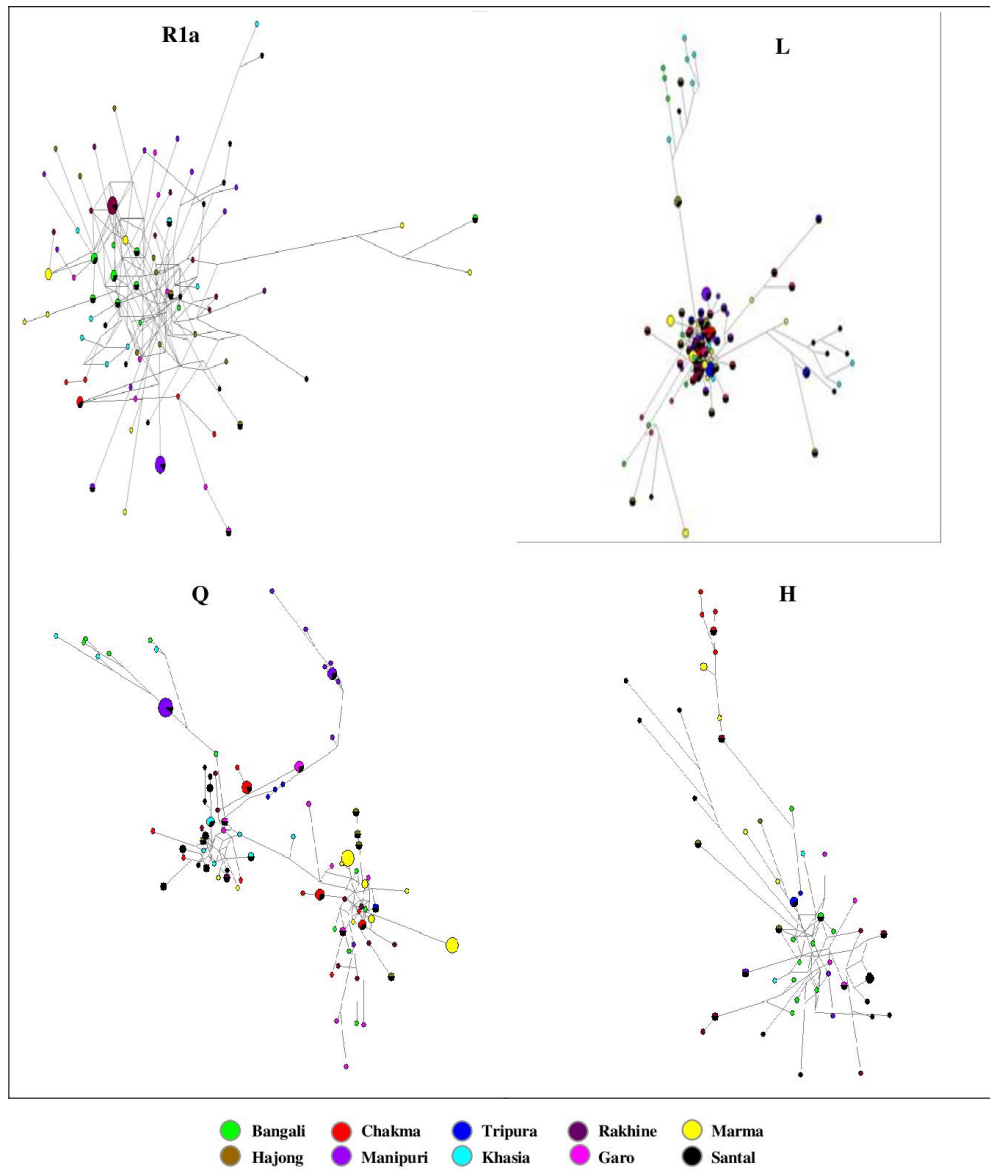 R1a
L
Q
H
Bangali Chakma Tripura Rakhine Marma
Hajong Manipuri Khasia Garo Santal